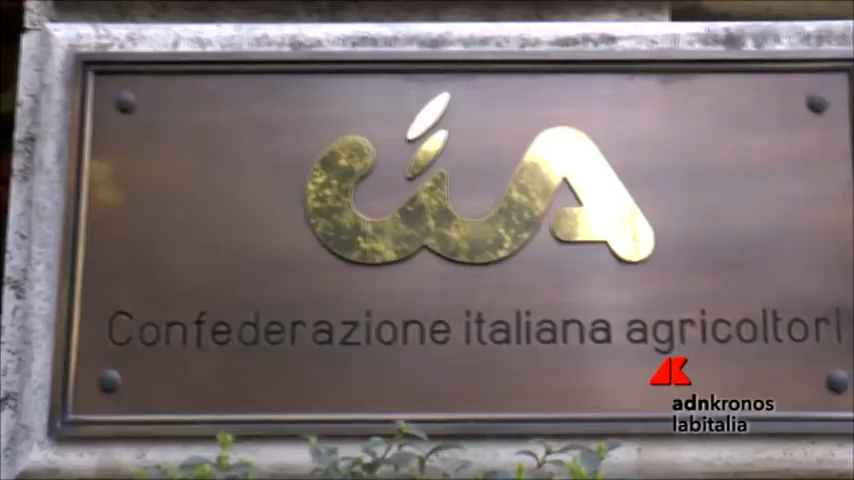 cia
Confederazione italiana agricoltori
adnkronos
labitalia